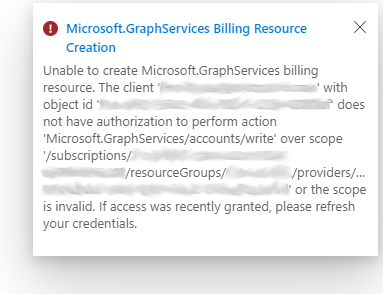 Microsoft.GraphServices Billing Resource
Creation
Unable to create Microsoft.GraphServices billing
resource. The client ' ' with
object id ' ' does
not have authorization to perform action
'Microsoft.GraphServices/accounts/write' over scope
'/subscriptions/
/resourceGroups/ /providers/...
' or the scope
is invalid. If access was recently granted, please refresh
your credentials.